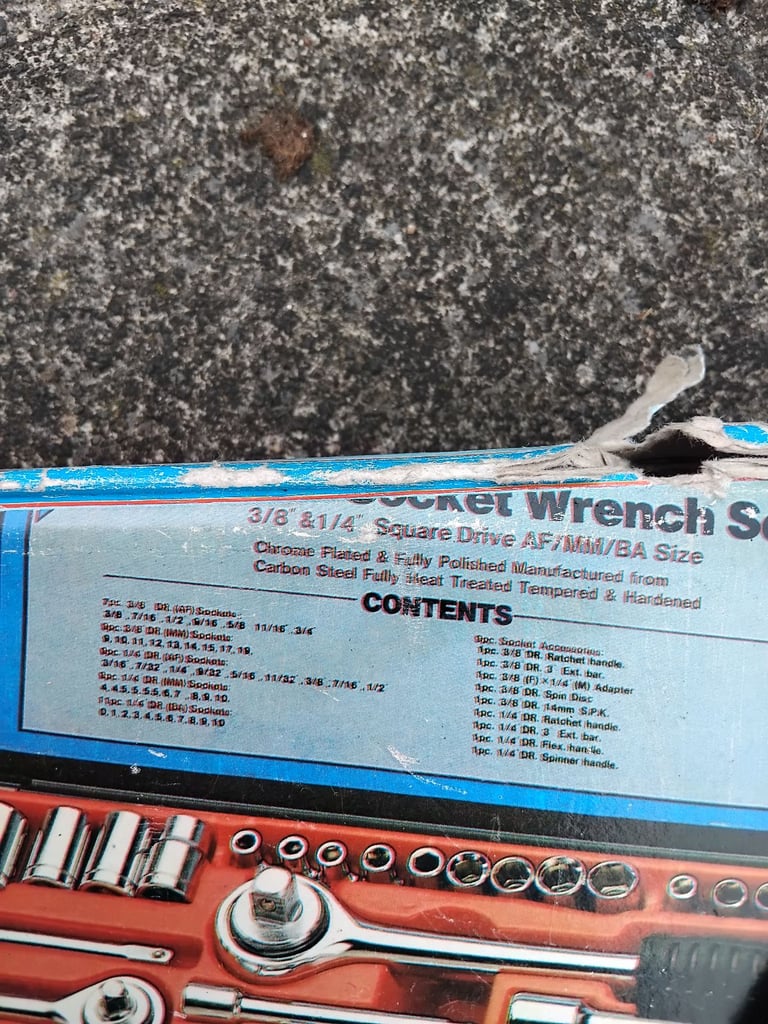 Socket Wrench
3/8" &1/4" Square Drive AF/MM/BA Size
Chrome Plated & Fully Polished Manufactured from
Carbon Steel Fully Heat Treated Tempered & Hardened
CONTENTS
7pc. 3/8" DR. (AF) Sockets:
3/8",7/16",1/2",9/16",5/8",11/16",3/4"
9pc. 3/8"DR. (MM) Sockets:
9,10,11,12,13,14,15,17,19.
9pc. 1/4"DR. (AF) Sockets:
3/16",7/32",1/4",9/32",5/16",11/32",3/8",7/16",1/2"
9pc. 1/4"DR. (MM) Sockets:
4,4.5,5,5.5,6,7,8,9,10.
11pc. 1/4"DR. (BA) Sockets:
0,1,2,3,4,5,6,7,8,9,10
9pc. Socket Accessories:
1pc. 3/8"DR. Ratchet handle.
1pc. 3/8"DR. 3" Ext. bar.
1pc. 3/8"(F)×1/4"(M) Adapter
1pc. 3/8"DR. Spin Disc
1pc. 3/8"DR. 14mm S.P.K.
1pc. 1/4"DR. Ratchet handle.
1pc. 1/4"DR. 3" Ext. bar.
1pc. 1/4"DR. Flex. handle.
1pc. 1/4"DR. Spinner handle.